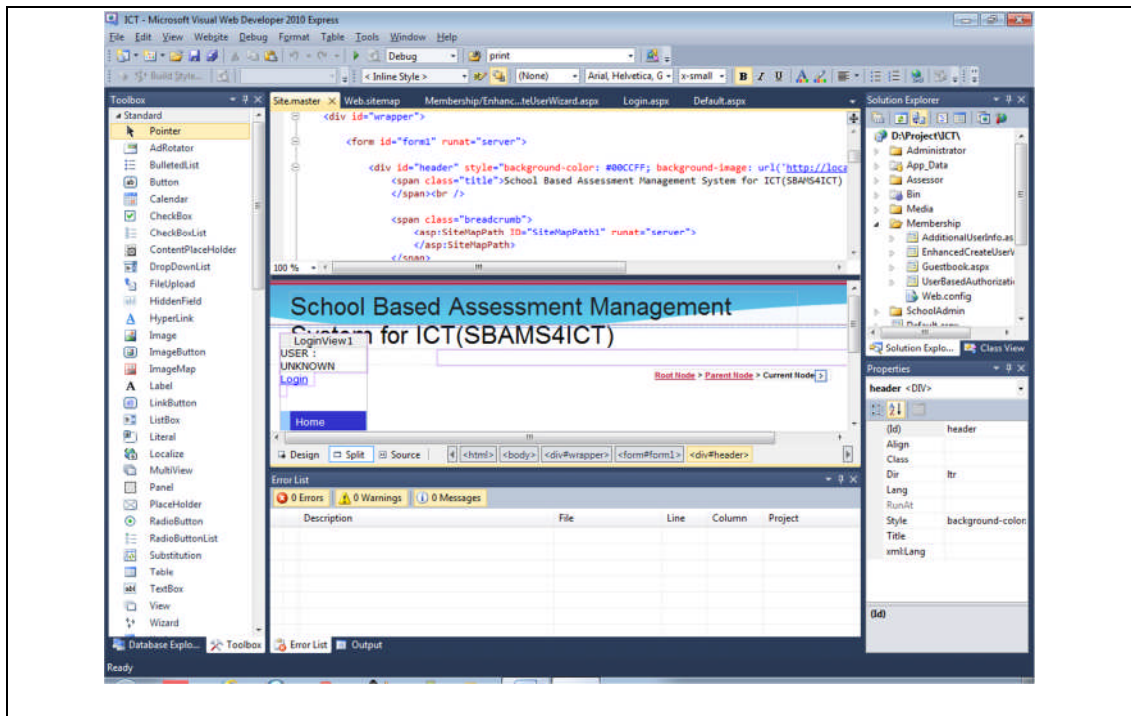 ICT - Microsoft Visual Web Developer 2010 Express
File Edit View Website Debug Format Table Tools Window Help
Debug print
Build Style... < Inline Style > (None) Arial, Helvetica, G x-small B I U A
Toolbox
Standard
Pointer
AdRotator
BulletedList
Button
Calendar
CheckBox
CheckBoxList
ContentPlaceHolder
DropDownList
FileUpload
HiddenField
HyperLink
Image
ImageButton
ImageMap
Label
LinkButton
ListBox
Literal
Localize
MultiView
Panel
PlaceHolder
RadioButton
RadioButtonList
Substitution
Table
TextBox
View
Wizard
Database Explo... Toolbox
Site.master Web.sitemap Membership/Enhanc...teUserWizard.aspx Login.aspx Default.aspx
<div id="wrapper">
<form id="form1" runat="server">
<div id="header" style="background-color: #00CCFF; background-image: url('http://loca
<span class="title">School Based Assessment Management System for ICT(SBAMS4ICT)
</span><br />
<span class="breadcrumb">
<asp:SiteMapPath ID="SiteMapPath1" runat="server">
</asp:SiteMapPath>
</span>
100 %
School Based Assessment Management
System for ICT(SBAMS4ICT)
LoginView1
USER :
UNKNOWN
Login
Root Node > Parent Node > Current Node
Home
Design Split Source <html> <body> <div#wrapper> <form#form1> <div#header>
Error List
0 Errors 0 Warnings 0 Messages
Description File Line Column Project
Error List Output
Solution Explorer
D:\Project\ICT\
Administrator
App_Data
Assessor
Bin
Media
Membership
AdditionalUserInfo.as
EnhancedCreateUserV
Guestbook.aspx
UserBasedAuthorizati
Web.config
SchoolAdmin
Default.aspx
Solution Explo... Class View
Properties
header <DIV>
(Id) header
Align
Class
Dir ltr
Lang
RunAt
Style background-color:
Title
xml:Lang
(Id)
Ready